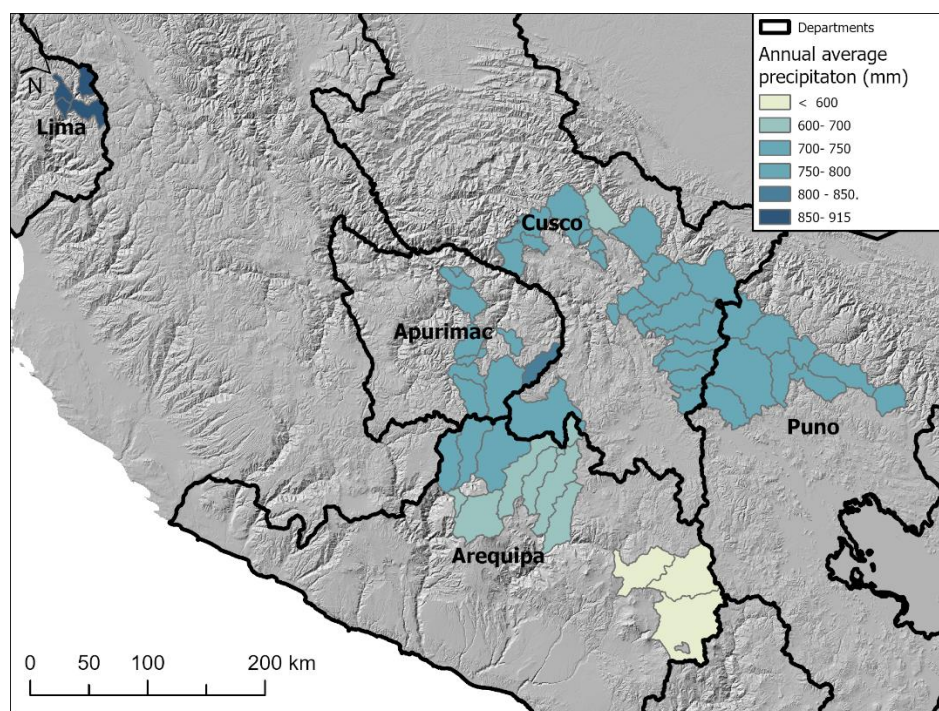 Departments
Annual average
precipitaton (mm)
< 600
600- 700
700- 750
750- 800
800 - 850.
850- 915
N
Lima
Cusco
Apurimac
Puno
Arequipa
0 50 100 200 km